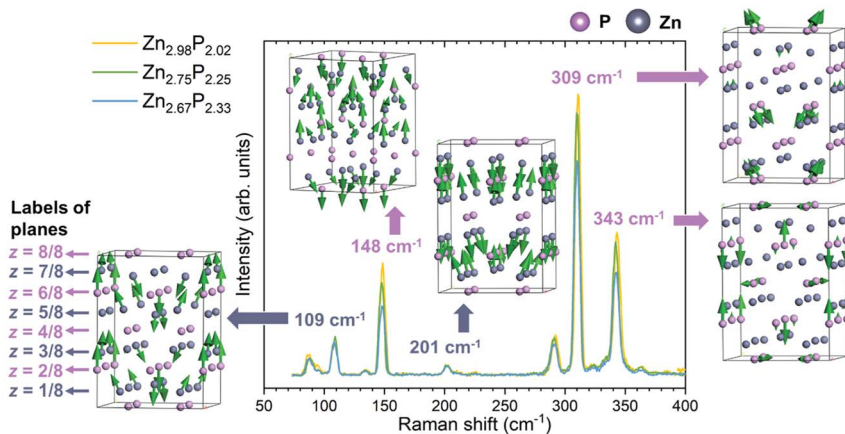 P Zn
Zn2.98P2.02
Zn2.75P2.25
Zn2.67P2.33
309 cm-1
343 cm-1
148 cm-1
201 cm-1
109 cm-1
Labels of
planes
z = 8/8
z = 7/8
z = 6/8
z = 5/8
z = 4/8
z = 3/8
z = 2/8
z = 1/8
Intensity (arb. units)
50 100 150 200 250 300 350 400
Raman shift (cm-1)